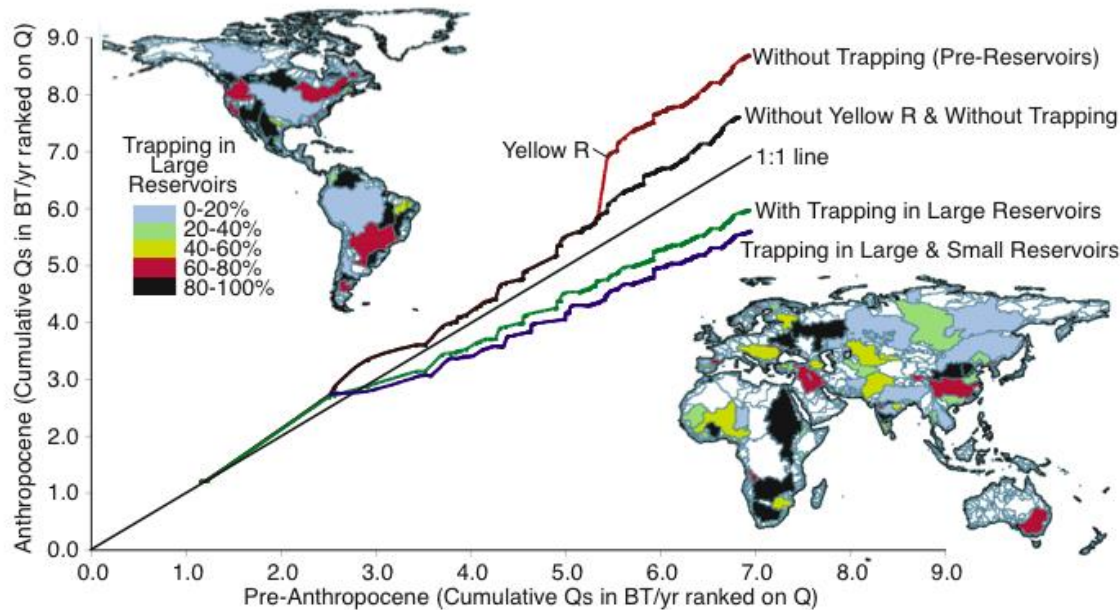 9.0
8.0
7.0
6.0
5.0
4.0
3.0
2.0
1.0
0.0
Anthropocene (Cumulative Qs in BT/yr ranked on Q)
Trapping in
Large
Reservoirs
0-20%
20-40%
40-60%
60-80%
80-100%
Without Trapping (Pre-Reservoirs)
Without Yellow R & Without Trapping
Yellow R
1:1 line
With Trapping in Large Reservoirs
Trapping in Large & Small Reservoirs
0.0 1.0 2.0 3.0 4.0 5.0 6.0 7.0 8.0 9.0
Pre-Anthropocene (Cumulative Qs in BT/yr ranked on Q)